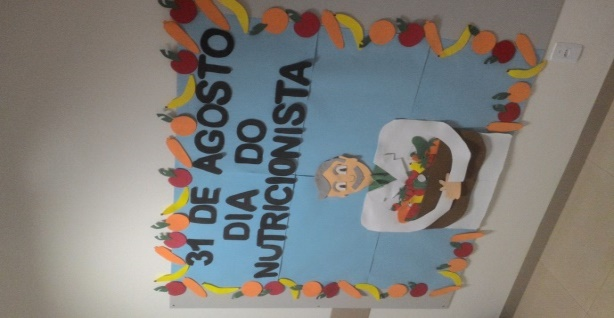 31 DE AGOSTO
DIA DO
NUTRICIONISTA